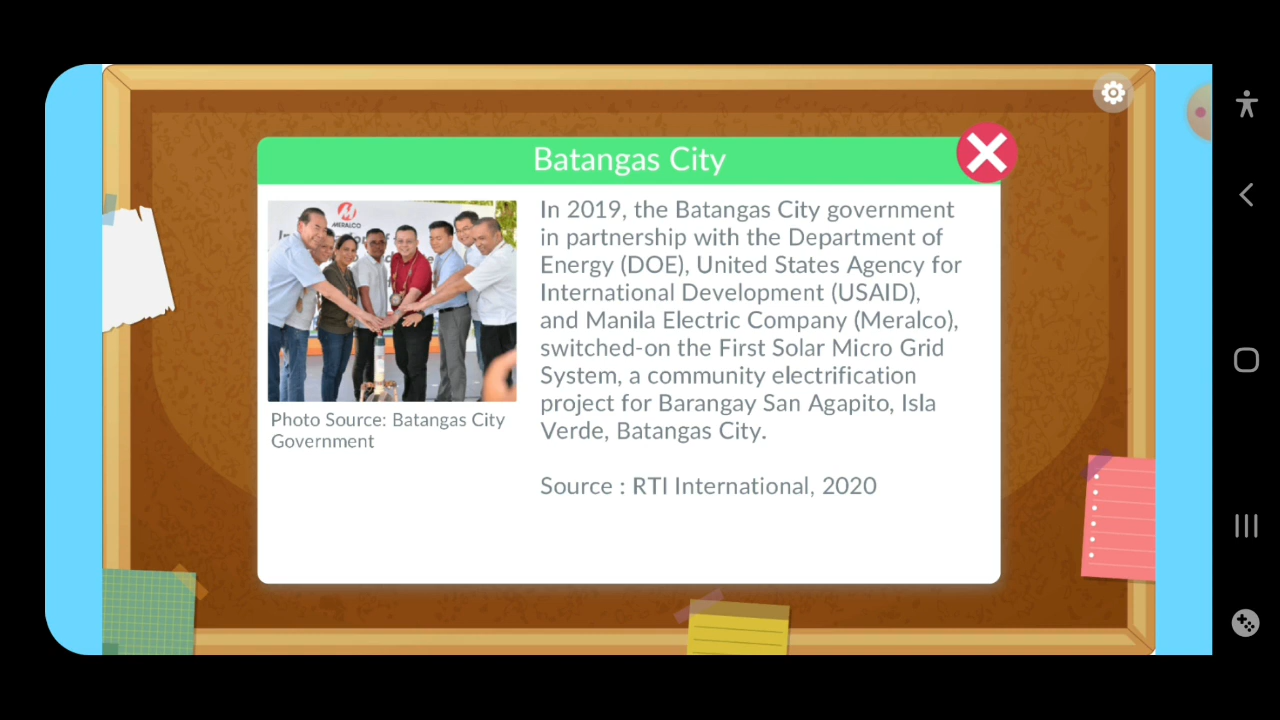 Batangas City
MERALCO
Photo Source: Batangas City
Government
In 2019, the Batangas City government
in partnership with the Department of
Energy (DOE), United States Agency for
International Development (USAID),
and Manila Electric Company (Meralco),
switched-on the First Solar Micro Grid
System, a community electrification
project for Barangay San Agapito, Isla
Verde, Batangas City.
Source : RTI International, 2020